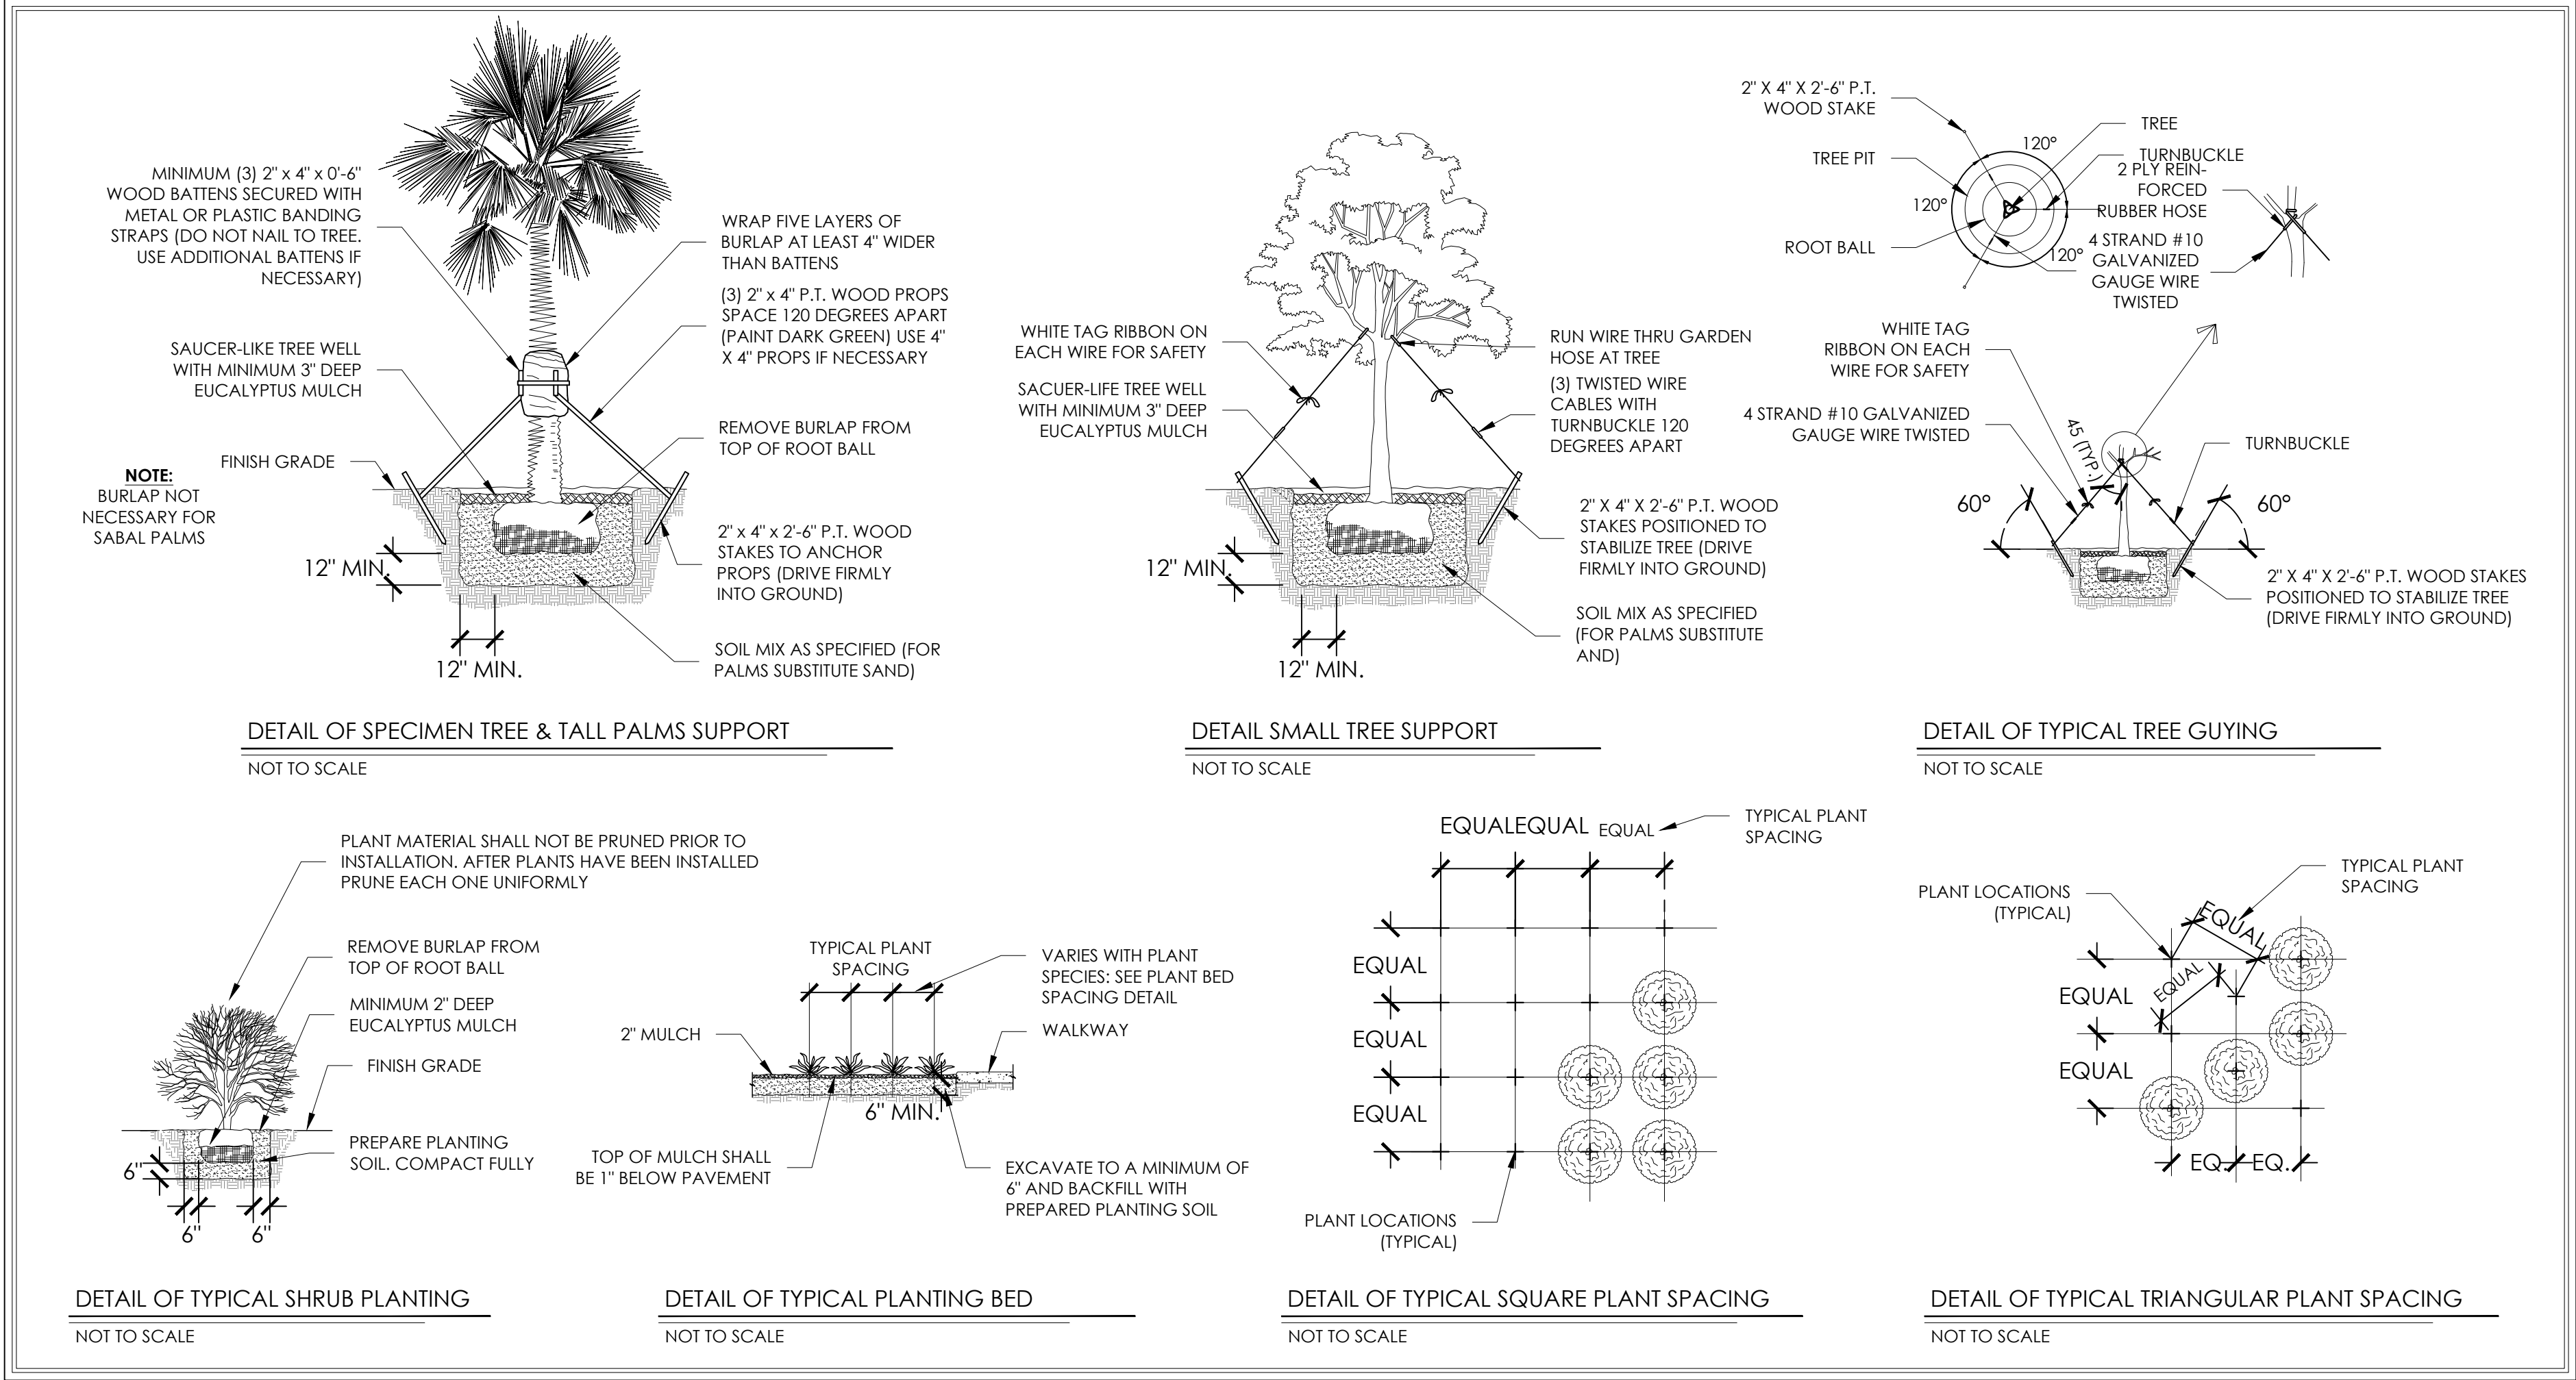 MINIMUM (3) 2" x 4" x 0'-6"
WOOD BATTENS SECURED WITH
METAL OR PLASTIC BANDING
STRAPS (DO NOT NAIL TO TREE.
USE ADDITIONAL BATTENS IF
NECESSARY)
SAUCER-LIKE TREE WELL
WITH MINIMUM 3" DEEP
EUCALYPTUS MULCH
FINISH GRADE
NOTE:
BURLAP NOT
NECESSARY FOR
SABAL PALMS
12" MIN.
12" MIN.
WRAP FIVE LAYERS OF
BURLAP AT LEAST 4" WIDER
THAN BATTENS
(3) 2" x 4" P.T. WOOD PROPS
SPACE 120 DEGREES APART
(PAINT DARK GREEN) USE 4"
X 4" PROPS IF NECESSARY
REMOVE BURLAP FROM
TOP OF ROOT BALL
2" x 4" x 2'-6" P.T. WOOD
STAKES TO ANCHOR
PROPS (DRIVE FIRMLY
INTO GROUND)
SOIL MIX AS SPECIFIED (FOR
PALMS SUBSTITUTE SAND)
DETAIL OF SPECIMEN TREE & TALL PALMS SUPPORT
NOT TO SCALE
WHITE TAG RIBBON ON
EACH WIRE FOR SAFETY
SACUER-LIFE TREE WELL
WITH MINIMUM 3" DEEP
EUCALYPTUS MULCH
12" MIN.
12" MIN.
RUN WIRE THRU GARDEN
HOSE AT TREE
(3) TWISTED WIRE
CABLES WITH
TURNBUCKLE 120
DEGREES APART
2" X 4" X 2'-6" P.T. WOOD
STAKES POSITIONED TO
STABILIZE TREE (DRIVE
FIRMLY INTO GROUND)
SOIL MIX AS SPECIFIED
(FOR PALMS SUBSTITUTE
AND)
DETAIL SMALL TREE SUPPORT
NOT TO SCALE
2" X 4" X 2'-6" P.T.
WOOD STAKE
TREE PIT
120°
ROOT BALL
120°
120°
TREE
TURNBUCKLE
2 PLY REIN-
FORCED
RUBBER HOSE
4 STRAND #10
GALVANIZED
GAUGE WIRE
TWISTED
WHITE TAG
RIBBON ON EACH
WIRE FOR SAFETY
4 STRAND #10 GALVANIZED
GAUGE WIRE TWISTED
45 (TYP.)
TURNBUCKLE
60°
60°
2" X 4" X 2'-6" P.T. WOOD STAKES
POSITIONED TO STABILIZE TREE
(DRIVE FIRMLY INTO GROUND)
DETAIL OF TYPICAL TREE GUYING
NOT TO SCALE
PLANT MATERIAL SHALL NOT BE PRUNED PRIOR TO
INSTALLATION. AFTER PLANTS HAVE BEEN INSTALLED
PRUNE EACH ONE UNIFORMLY
REMOVE BURLAP FROM
TOP OF ROOT BALL
MINIMUM 2" DEEP
EUCALYPTUS MULCH
FINISH GRADE
PREPARE PLANTING
SOIL. COMPACT FULLY
6"
6"
6"
DETAIL OF TYPICAL SHRUB PLANTING
NOT TO SCALE
TYPICAL PLANT
SPACING
VARIES WITH PLANT
SPECIES: SEE PLANT BED
SPACING DETAIL
2" MULCH
WALKWAY
6" MIN.
TOP OF MULCH SHALL
BE 1" BELOW PAVEMENT
EXCAVATE TO A MINIMUM OF
6" AND BACKFILL WITH
PREPARED PLANTING SOIL
DETAIL OF TYPICAL PLANTING BED
NOT TO SCALE
EQUALEQUAL EQUAL
TYPICAL PLANT
SPACING
EQUAL
EQUAL
EQUAL
PLANT LOCATIONS
(TYPICAL)
DETAIL OF TYPICAL SQUARE PLANT SPACING
NOT TO SCALE
TYPICAL PLANT
SPACING
PLANT LOCATIONS
(TYPICAL)
EQUAL
EQUAL
EQUAL
EQUAL
EQ. EQ.
DETAIL OF TYPICAL TRIANGULAR PLANT SPACING
NOT TO SCALE